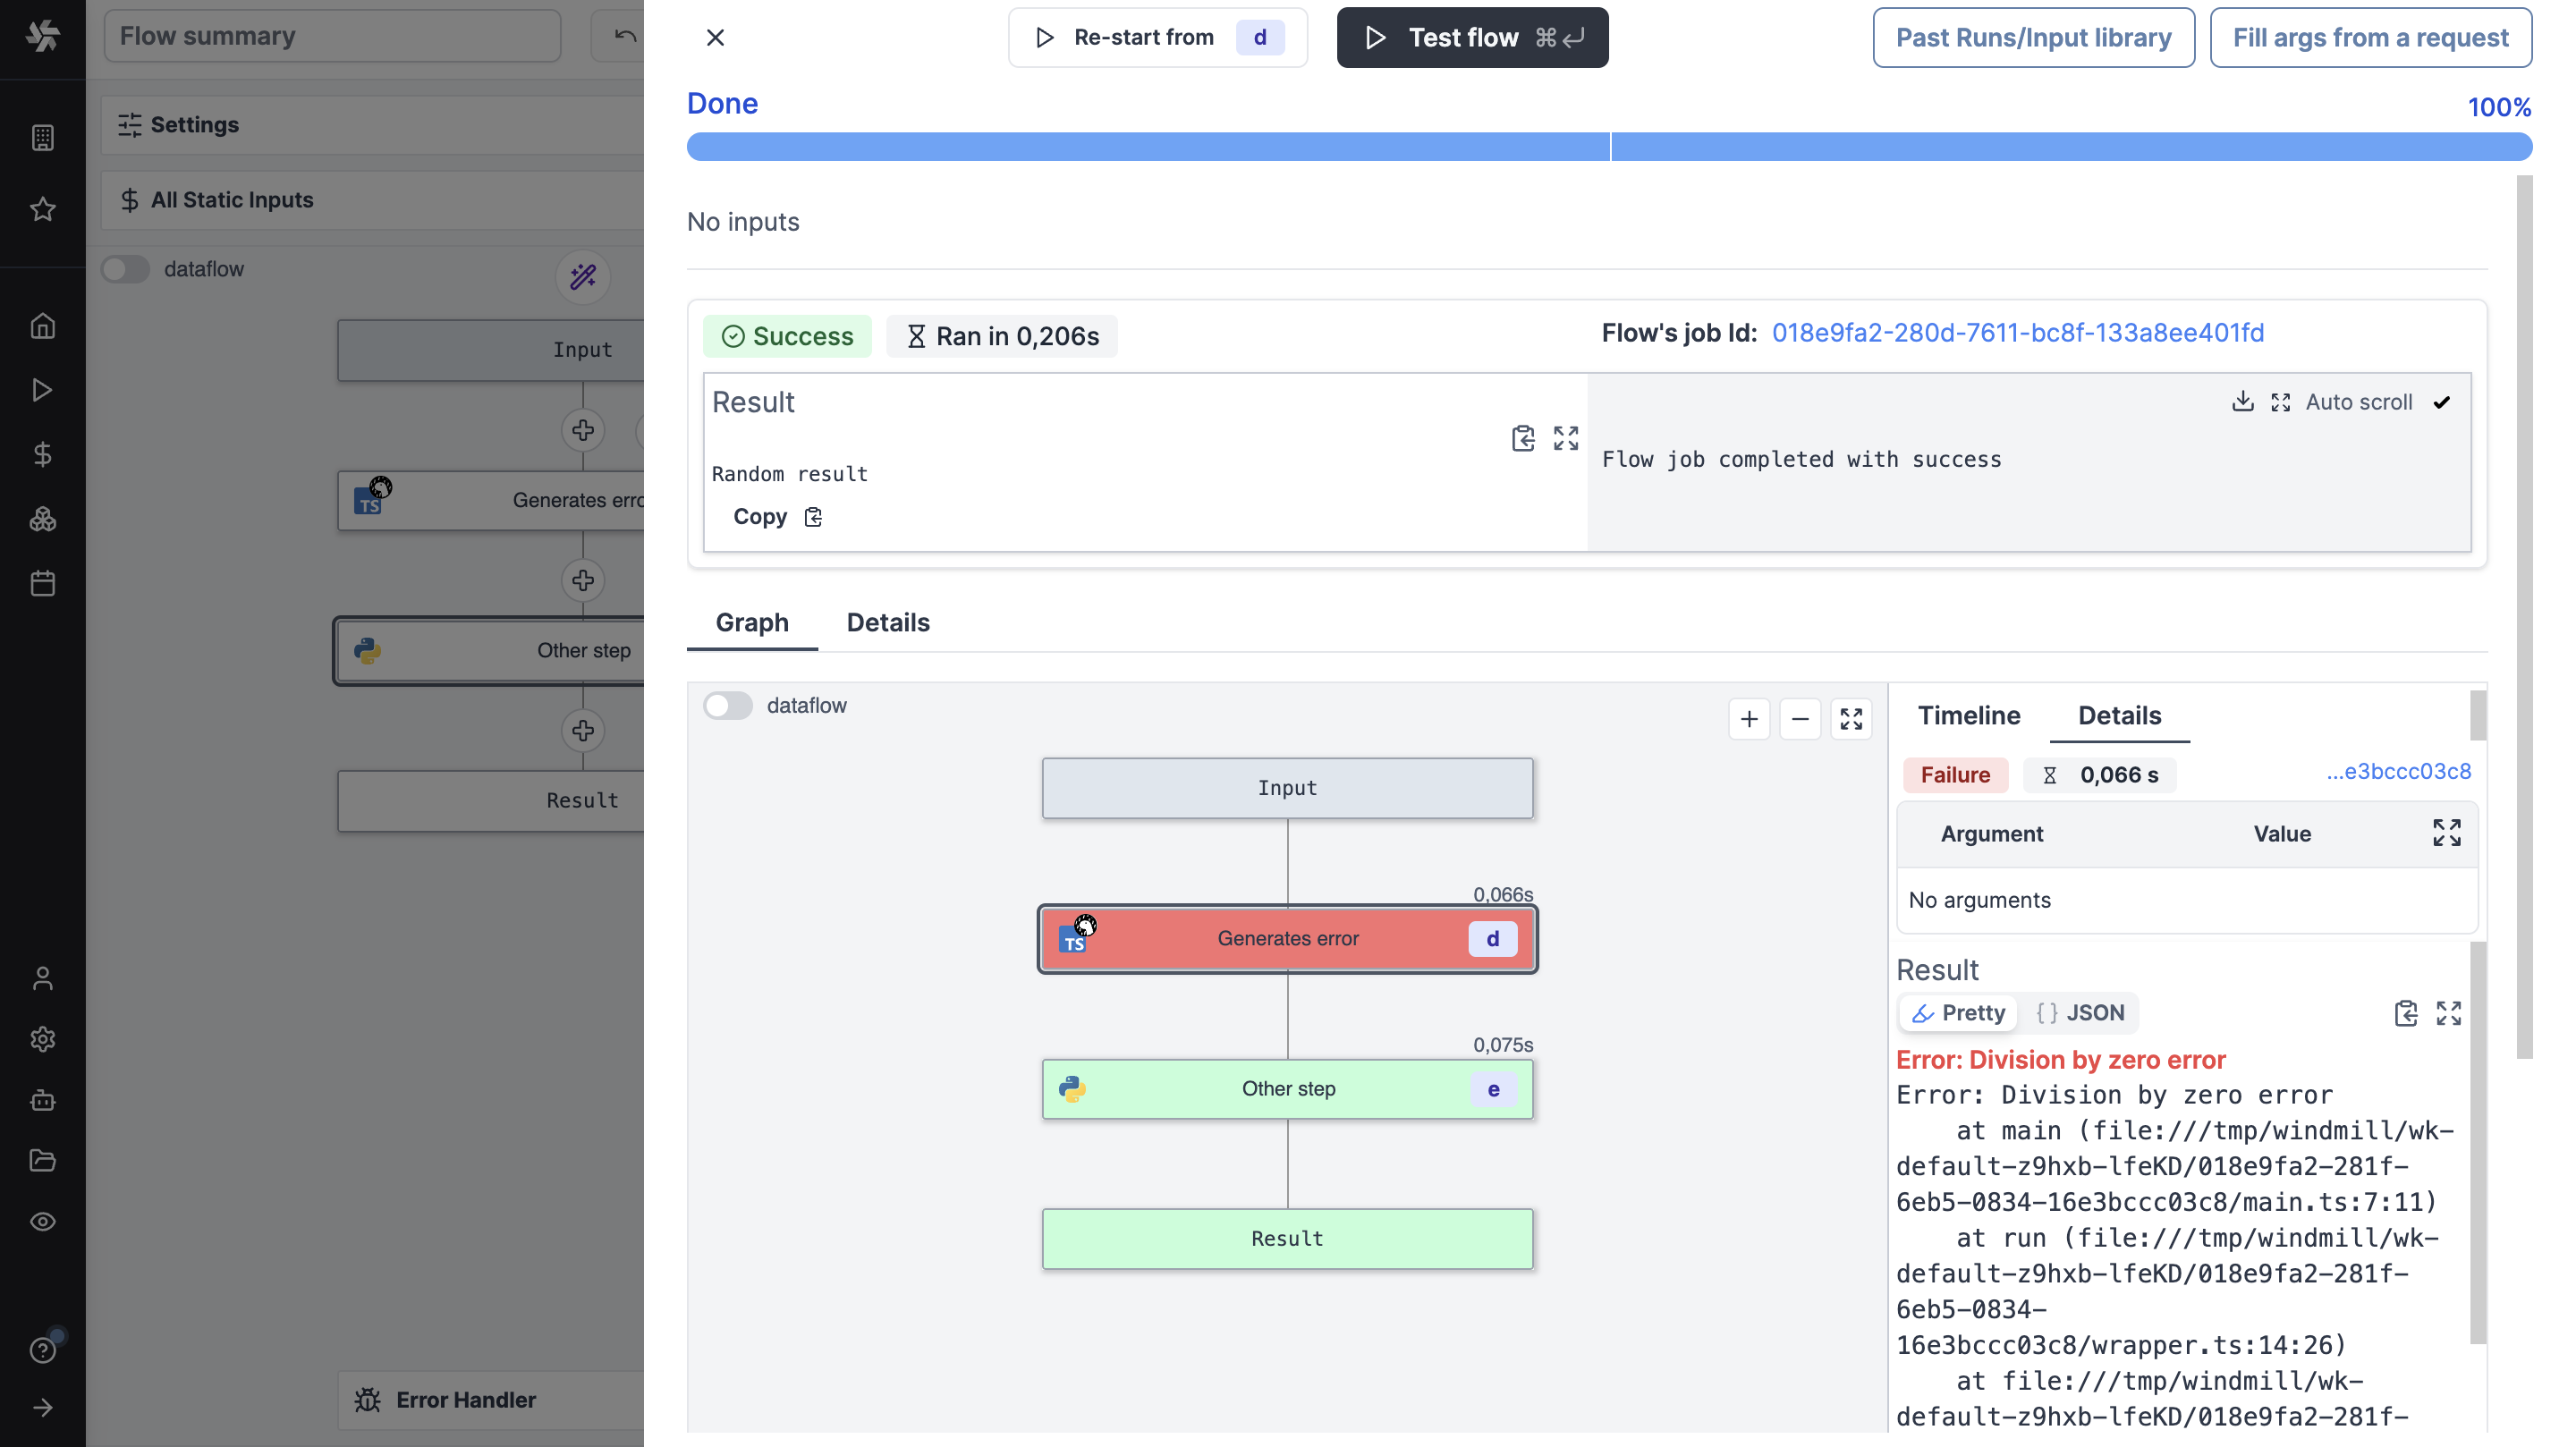 Flow summary
Settings
All Static Inputs
dataflow
Input
TS
Generates erro
Other step
Result
Error Handler
Re-start from d
Test flow ⌘
Past Runs/Input library
Fill args from a request
Done
100%
No inputs
Success
Ran in 0,206s
Flow's job Id: 018e9fa2-280d-7611-bc8f-133a8ee401fd
Result
Random result
Copy
Auto scroll
Flow job completed with success
Graph
Details
dataflow
Input
0,066s
TS
Generates error
d
0,075s
Other step
e
Result
Timeline
Details
Failure
0,066 s
...e3bccc03c8
Argument
Value
No arguments
Result
Pretty
{} JSON
Error: Division by zero error
Error: Division by zero error
at main (file:///tmp/windmill/wk-
default-z9hxb-lfeKD/018e9fa2-281f-
6eb5-0834-16e3bccc03c8/main.ts:7:11)
at run (file:///tmp/windmill/wk-
default-z9hxb-lfeKD/018e9fa2-281f-
6eb5-0834-
16e3bccc03c8/wrapper.ts:14:26)
at file:///tmp/windmill/wk-
default-z9hxb-lfeKD/018e9fa2-281f-